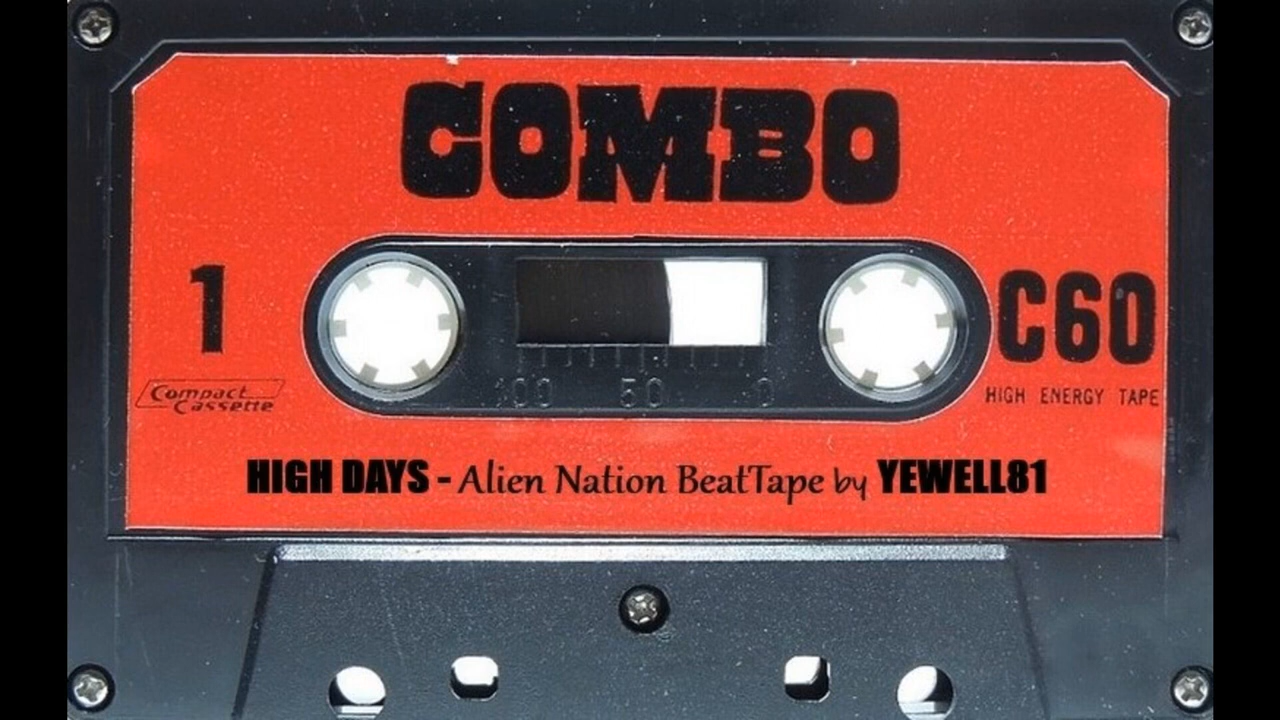 COMBO
1
C60
Compact
Cassette
HIGH ENERGY TAPE
100 50 0
HIGH DAYS - Alien Nation BeatTape by YEWELL81